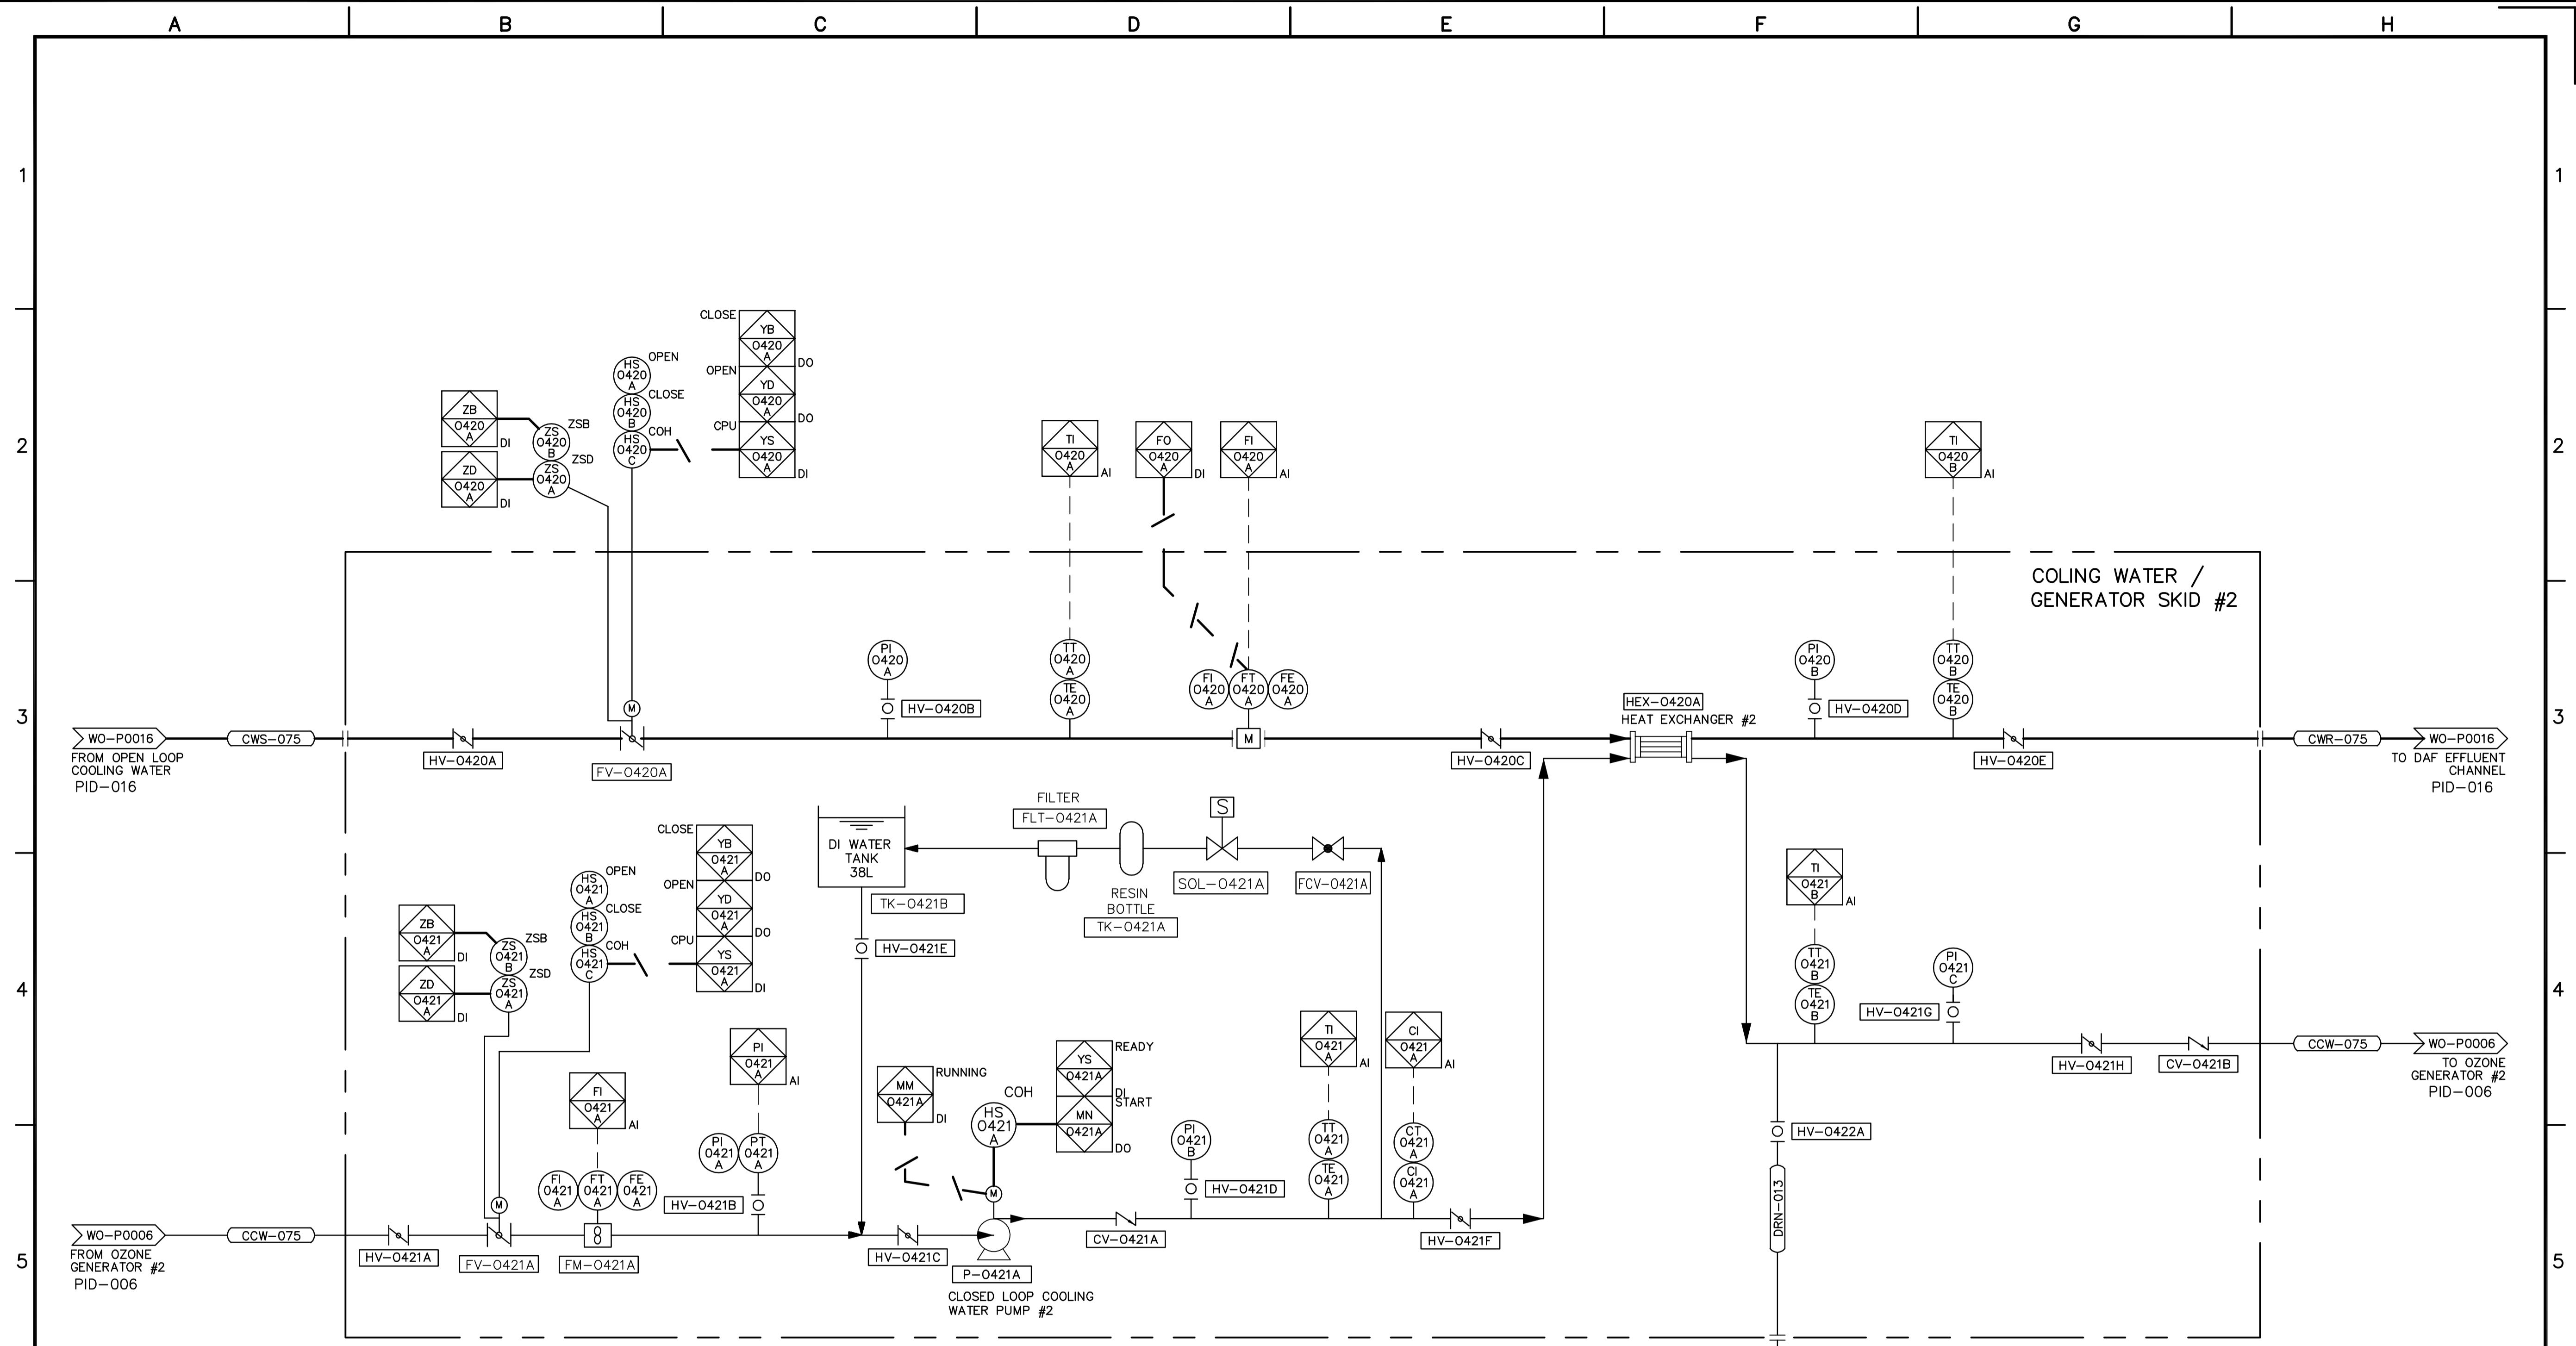 A B C D E F G H
1 1
CLOSE
YB
0420
A
DO
OPEN
YD
0420
A
DO
CPU
YS
0420
A
DI
HS
0420
A
OPEN
HS
0420
B
CLOSE
HS
0420
C
COH
ZB
0420
A
DI
ZS
0420
B
ZSB
ZD
0420
A
DI
ZS
0420
A
ZSD
2 2
TI
0420
A
AI
FO
0420
A
DI
FI
0420
A
AI
TI
0420
B
AI
COLING WATER /
GENERATOR SKID #2
PI
0420
A
HV-0420B
TT
0420
A
TE
0420
A
FI
0420
A
FT
0420
A
FE
0420
A
HEX-0420A
HEAT EXCHANGER #2
PI
0420
B
HV-0420D
TT
0420
B
TE
0420
B
3 3
M
WO-P0016
CWS-075
FROM OPEN LOOP
COOLING WATER
PID-016
HV-0420A
FV-0420A
M
HV-0420C
HV-0420E
CWR-075
WO-P0016
TO DAF EFFLUENT
CHANNEL
PID-016
CLOSE
YB
0421
A
DO
OPEN
YD
0421
A
DO
CPU
YS
0421
A
DI
HS
0421
A
OPEN
HS
0421
B
CLOSE
HS
0421
C
COH
ZB
0421
A
DI
ZS
0421
B
ZSB
ZD
0421
A
DI
ZS
0421
A
ZSD
DI WATER
TANK
38L
TK-0421B
HV-0421E
FILTER
FLT-0421A
RESIN
BOTTLE
TK-0421A
S
SOL-0421A
FCV-0421A
TI
0421
B
AI
TT
0421
B
TE
0421
B
PI
0421
C
HV-0421G
4 4
FI
0421
A
AI
PI
0421
A
AI
MM
0421A
RUNNING
DI
COH
HS
0421
A
YS
0421A
READY
DI
START
MN
0421A
DO
TI
0421
A
AI
CI
0421
A
AI
HV-0421H
CV-0421B
CCW-075
WO-P0006
TO OZONE
GENERATOR #2
PID-006
FI
0421
A
FT
0421
A
FE
0421
A
PI
0421
A
PT
0421
A
HV-0421B
PI
0421
B
HV-0421D
TT
0421
A
TE
0421
A
CT
0421
A
CI
0421
A
HV-0422A
DRN-013
M
M
5 5
WO-P0006
CCW-075
FROM OZONE
GENERATOR #2
PID-006
HV-0421A
FV-0421A
8
FM-0421A
HV-0421C
P-0421A
CLOSED LOOP COOLING
WATER PUMP #2
CV-0421A
HV-0421F